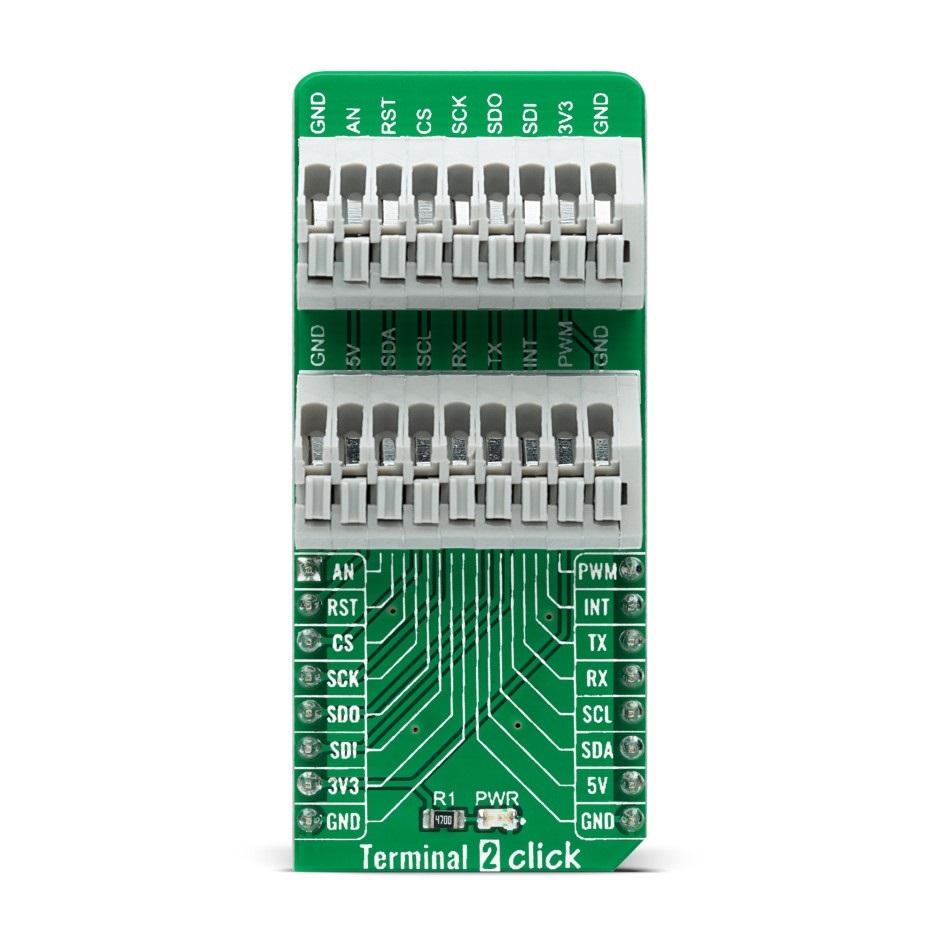 GND AN RST CS SCK SDO SDI 3V3 GND
GND 5V SDA SCL RX TX INT PWM GND
AN PWM
RST INT
CS TX
SCK RX
SDO SCL
SDI SDA
3V3 5V
GND GND
R1 PWR
4700
Terminal 2 click